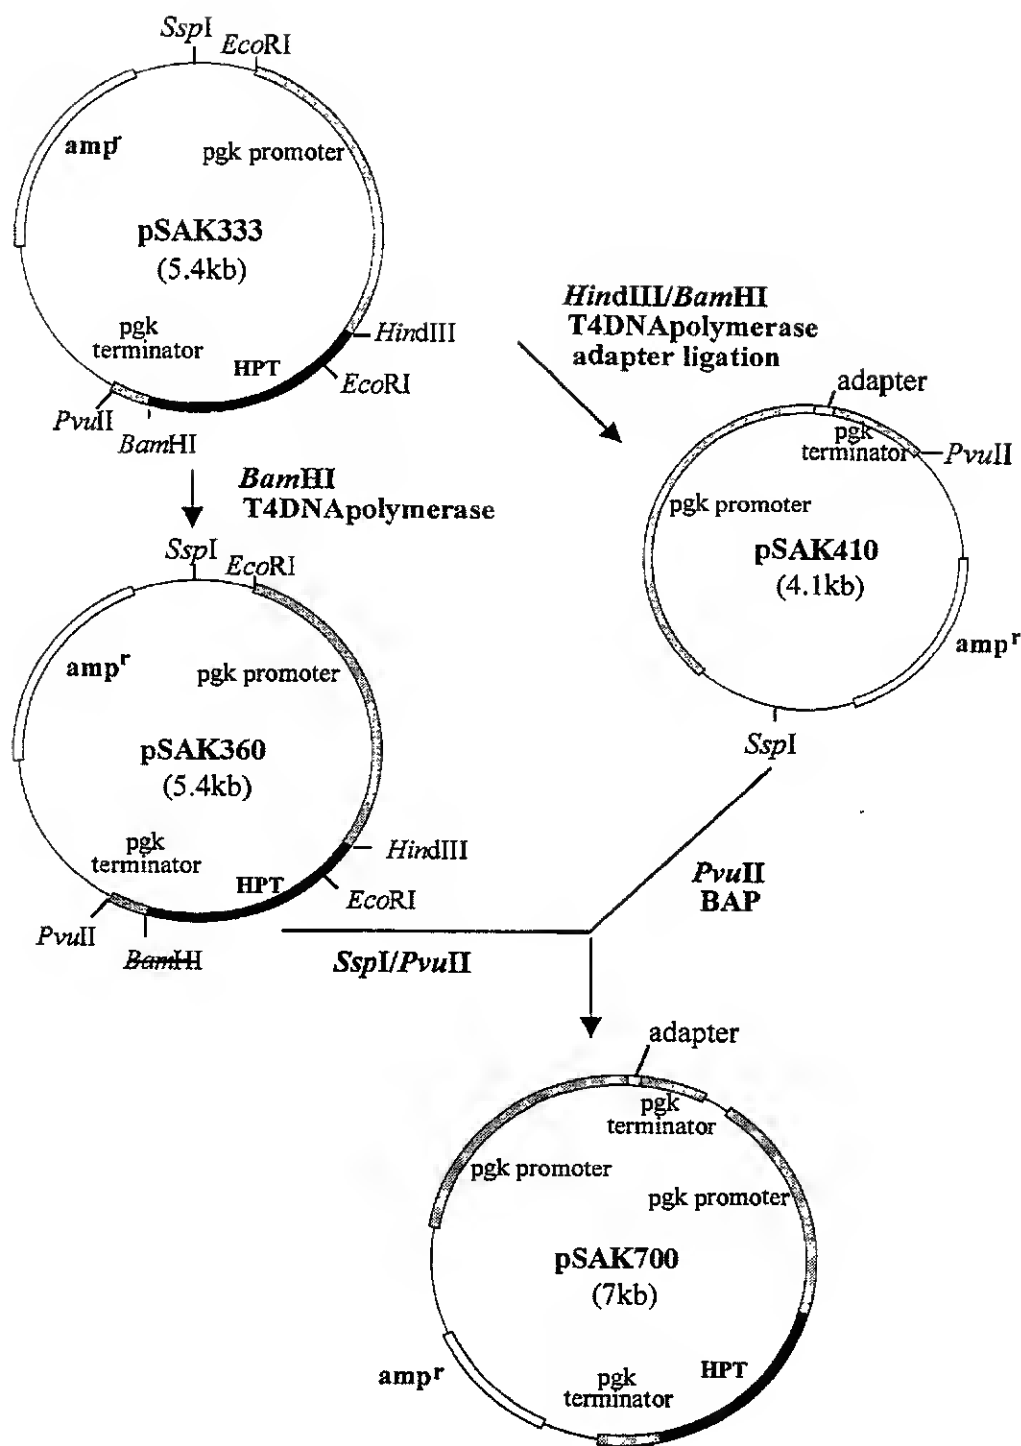 SspI
EcoRI
ampr
pgk promoter
pSAK333
(5.4kb)
pgk
terminator
HPT
HindIII
EcoRI
PvuII
BamHI
HindIII/BamHI
T4DNApolymerase
adapter ligation
BamHI
T4DNApolymerase
adapter
pgk
terminator
PvuII
pgk promoter
pSAK410
(4.1kb)
ampr
SspI
SspI
EcoRI
ampr
pgk promoter
pSAK360
(5.4kb)
pgk
terminator
HPT
HindIII
EcoRI
PvuII
BamHI
SspI/PvuII
PvuII
BAP
adapter
pgk
terminator
pgk promoter
pgk promoter
pSAK700
(7kb)
ampr
pgk
terminator
HPT